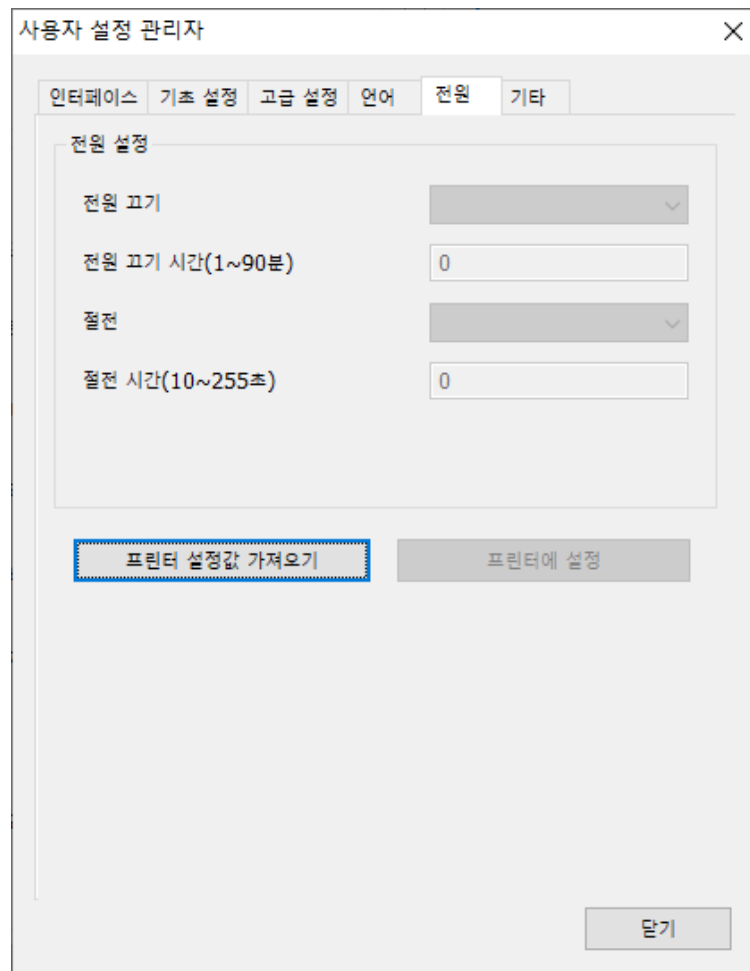 사용자 설정 관리자
인터페이스 기초 설정 고급 설정 언어 전원 기타
전원 설정
전원 끄기
전원 끄기 시간(1~90분) 0
절전
절전 시간(10~255초) 0
프린터 설정값 가져오기 프린터에 설정
닫기